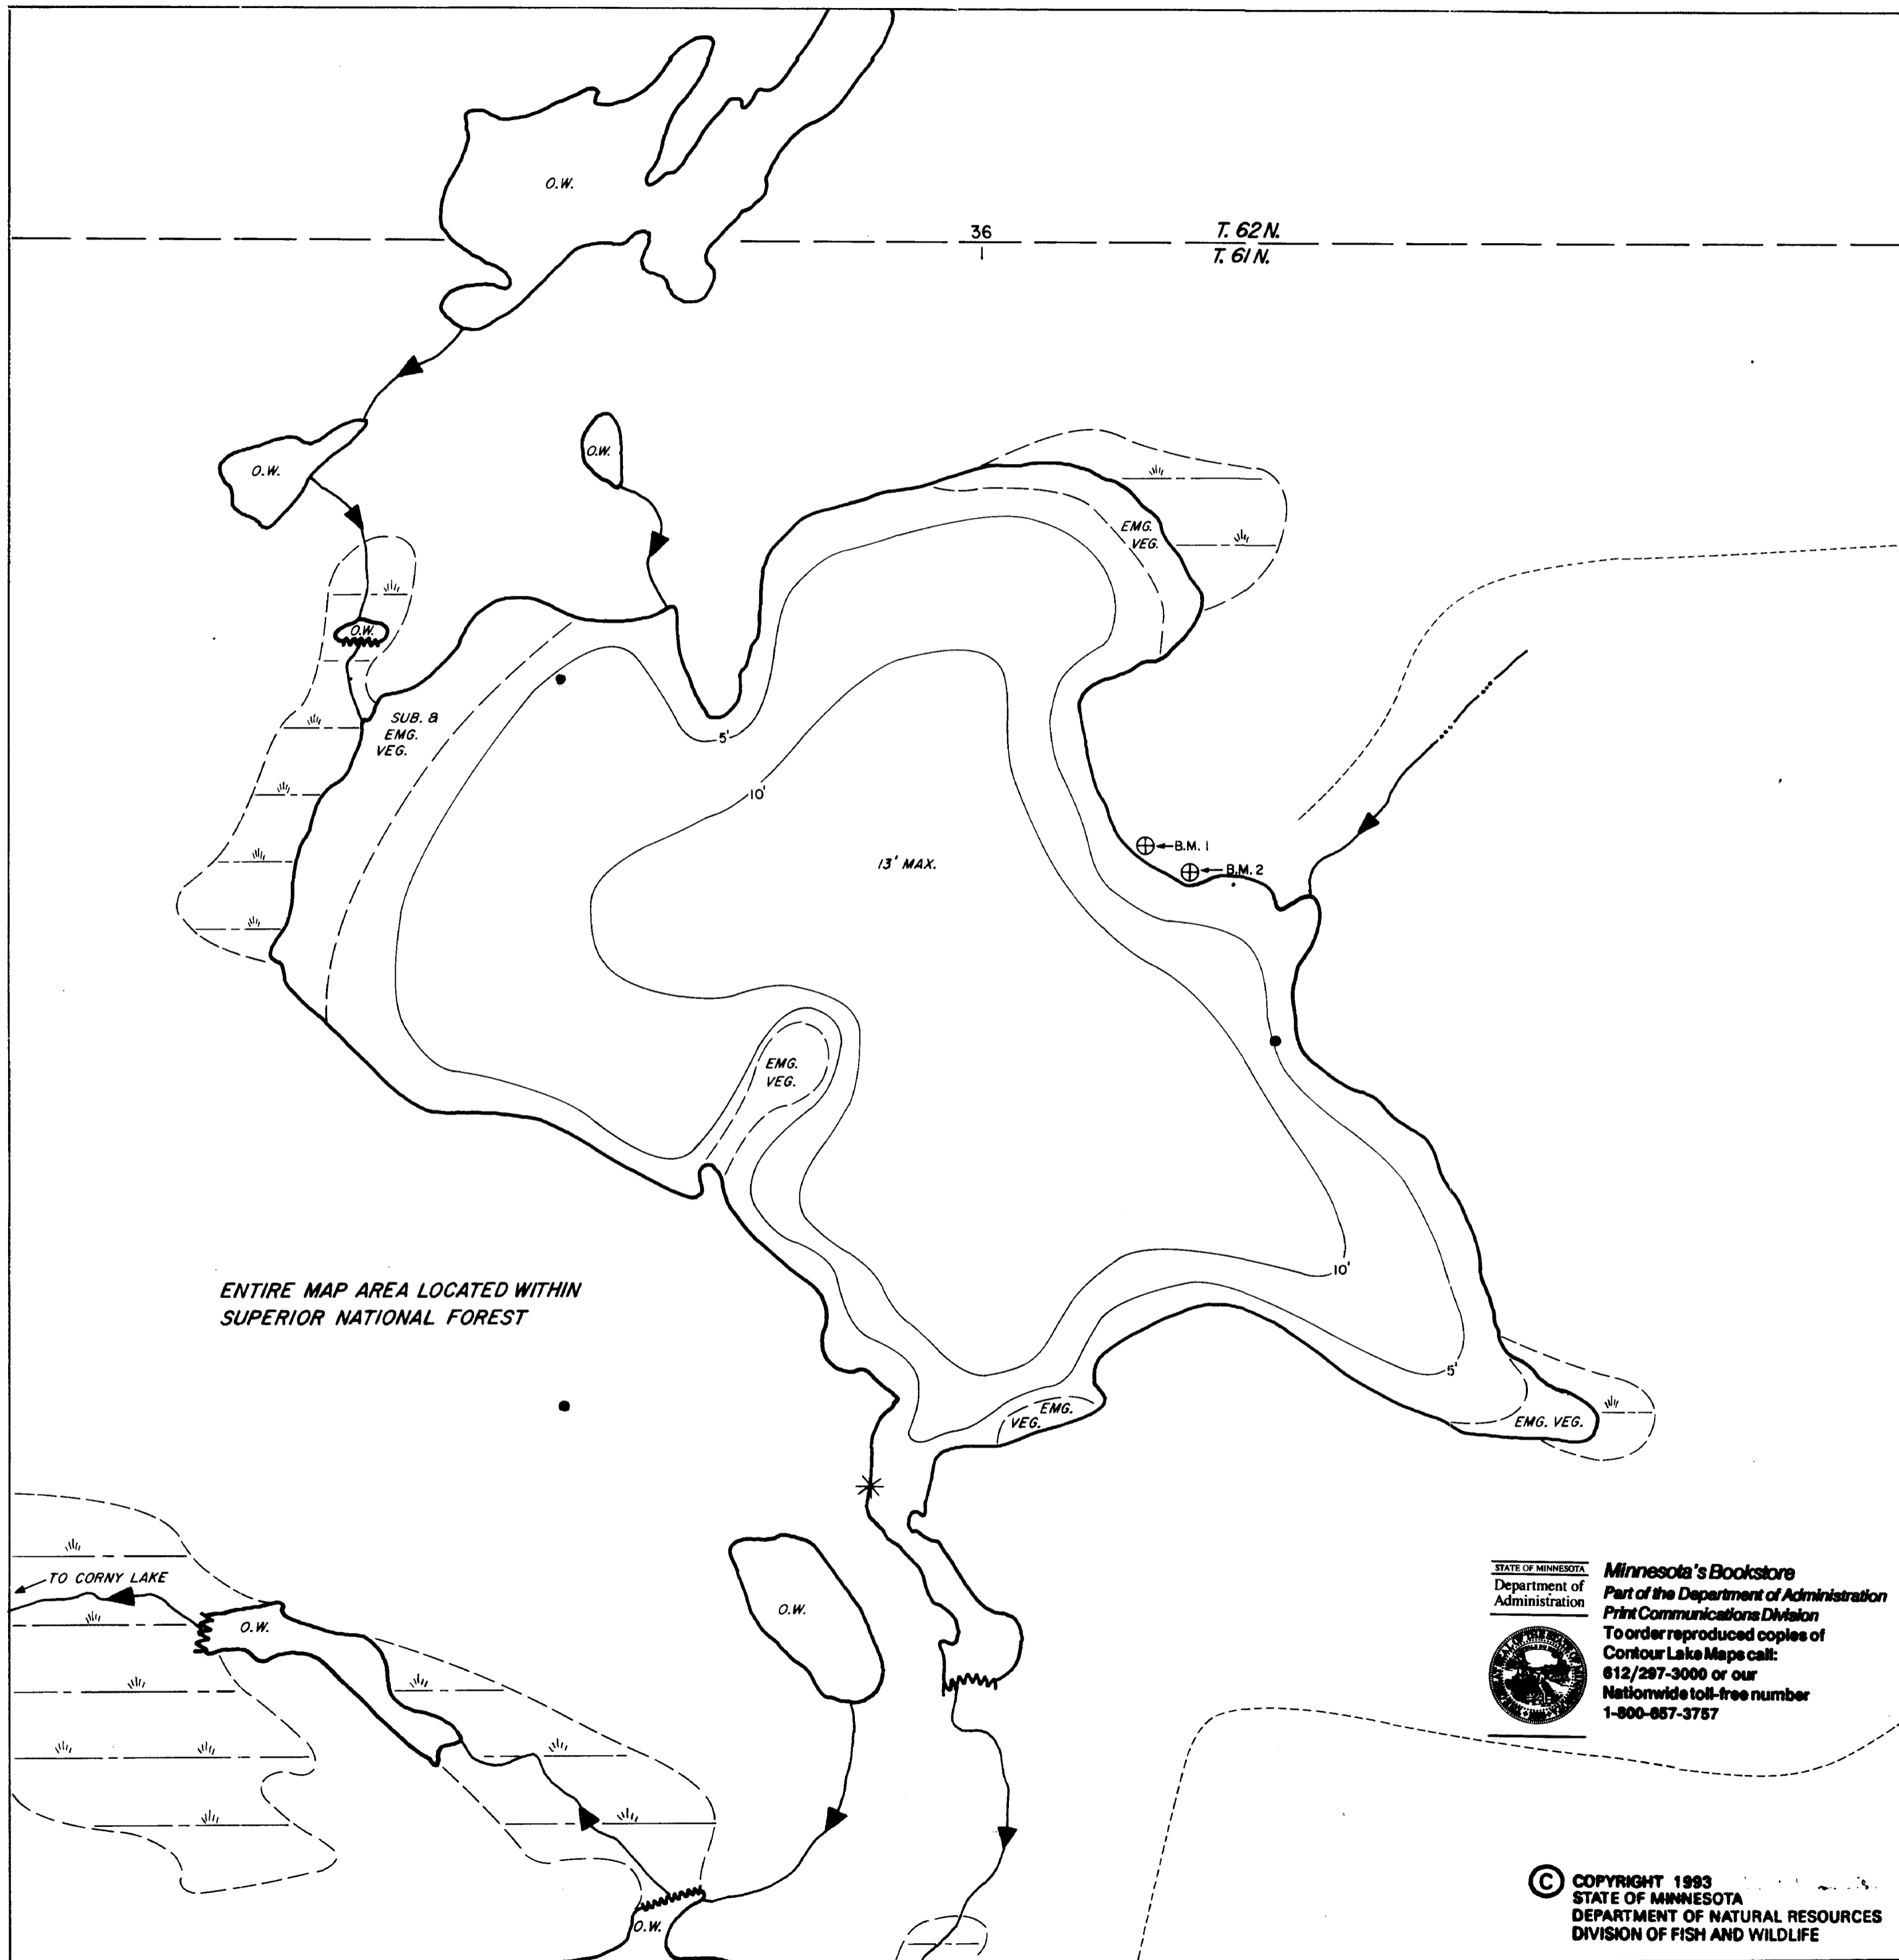 O.W.
36
T. 62 N.
T. 61 N.
O.W.
O.W.
EMG.
VEG.
O.W.
SUB. &
EMG.
VEG.
5'
10'
13' MAX.
B.M. 1
B.M. 2
EMG.
VEG.
10'
ENTIRE MAP AREA LOCATED WITHIN
SUPERIOR NATIONAL FOREST
5'
EMG.
VEG.
EMG. VEG.
TO CORNY LAKE
O.W.
O.W.
STATE OF MINNESOTA
Department of
Administration
Minnesota's Bookstore
Part of the Department of Administration
Print Communications Division
To order reproduced copies of
Contour Lake Maps call:
612/297-3000 or our
Nationwide toll-free number
1-800-657-3757
O.W.
© COPYRIGHT 1993
STATE OF MINNESOTA
DEPARTMENT OF NATURAL RESOURCES
DIVISION OF FISH AND WILDLIFE